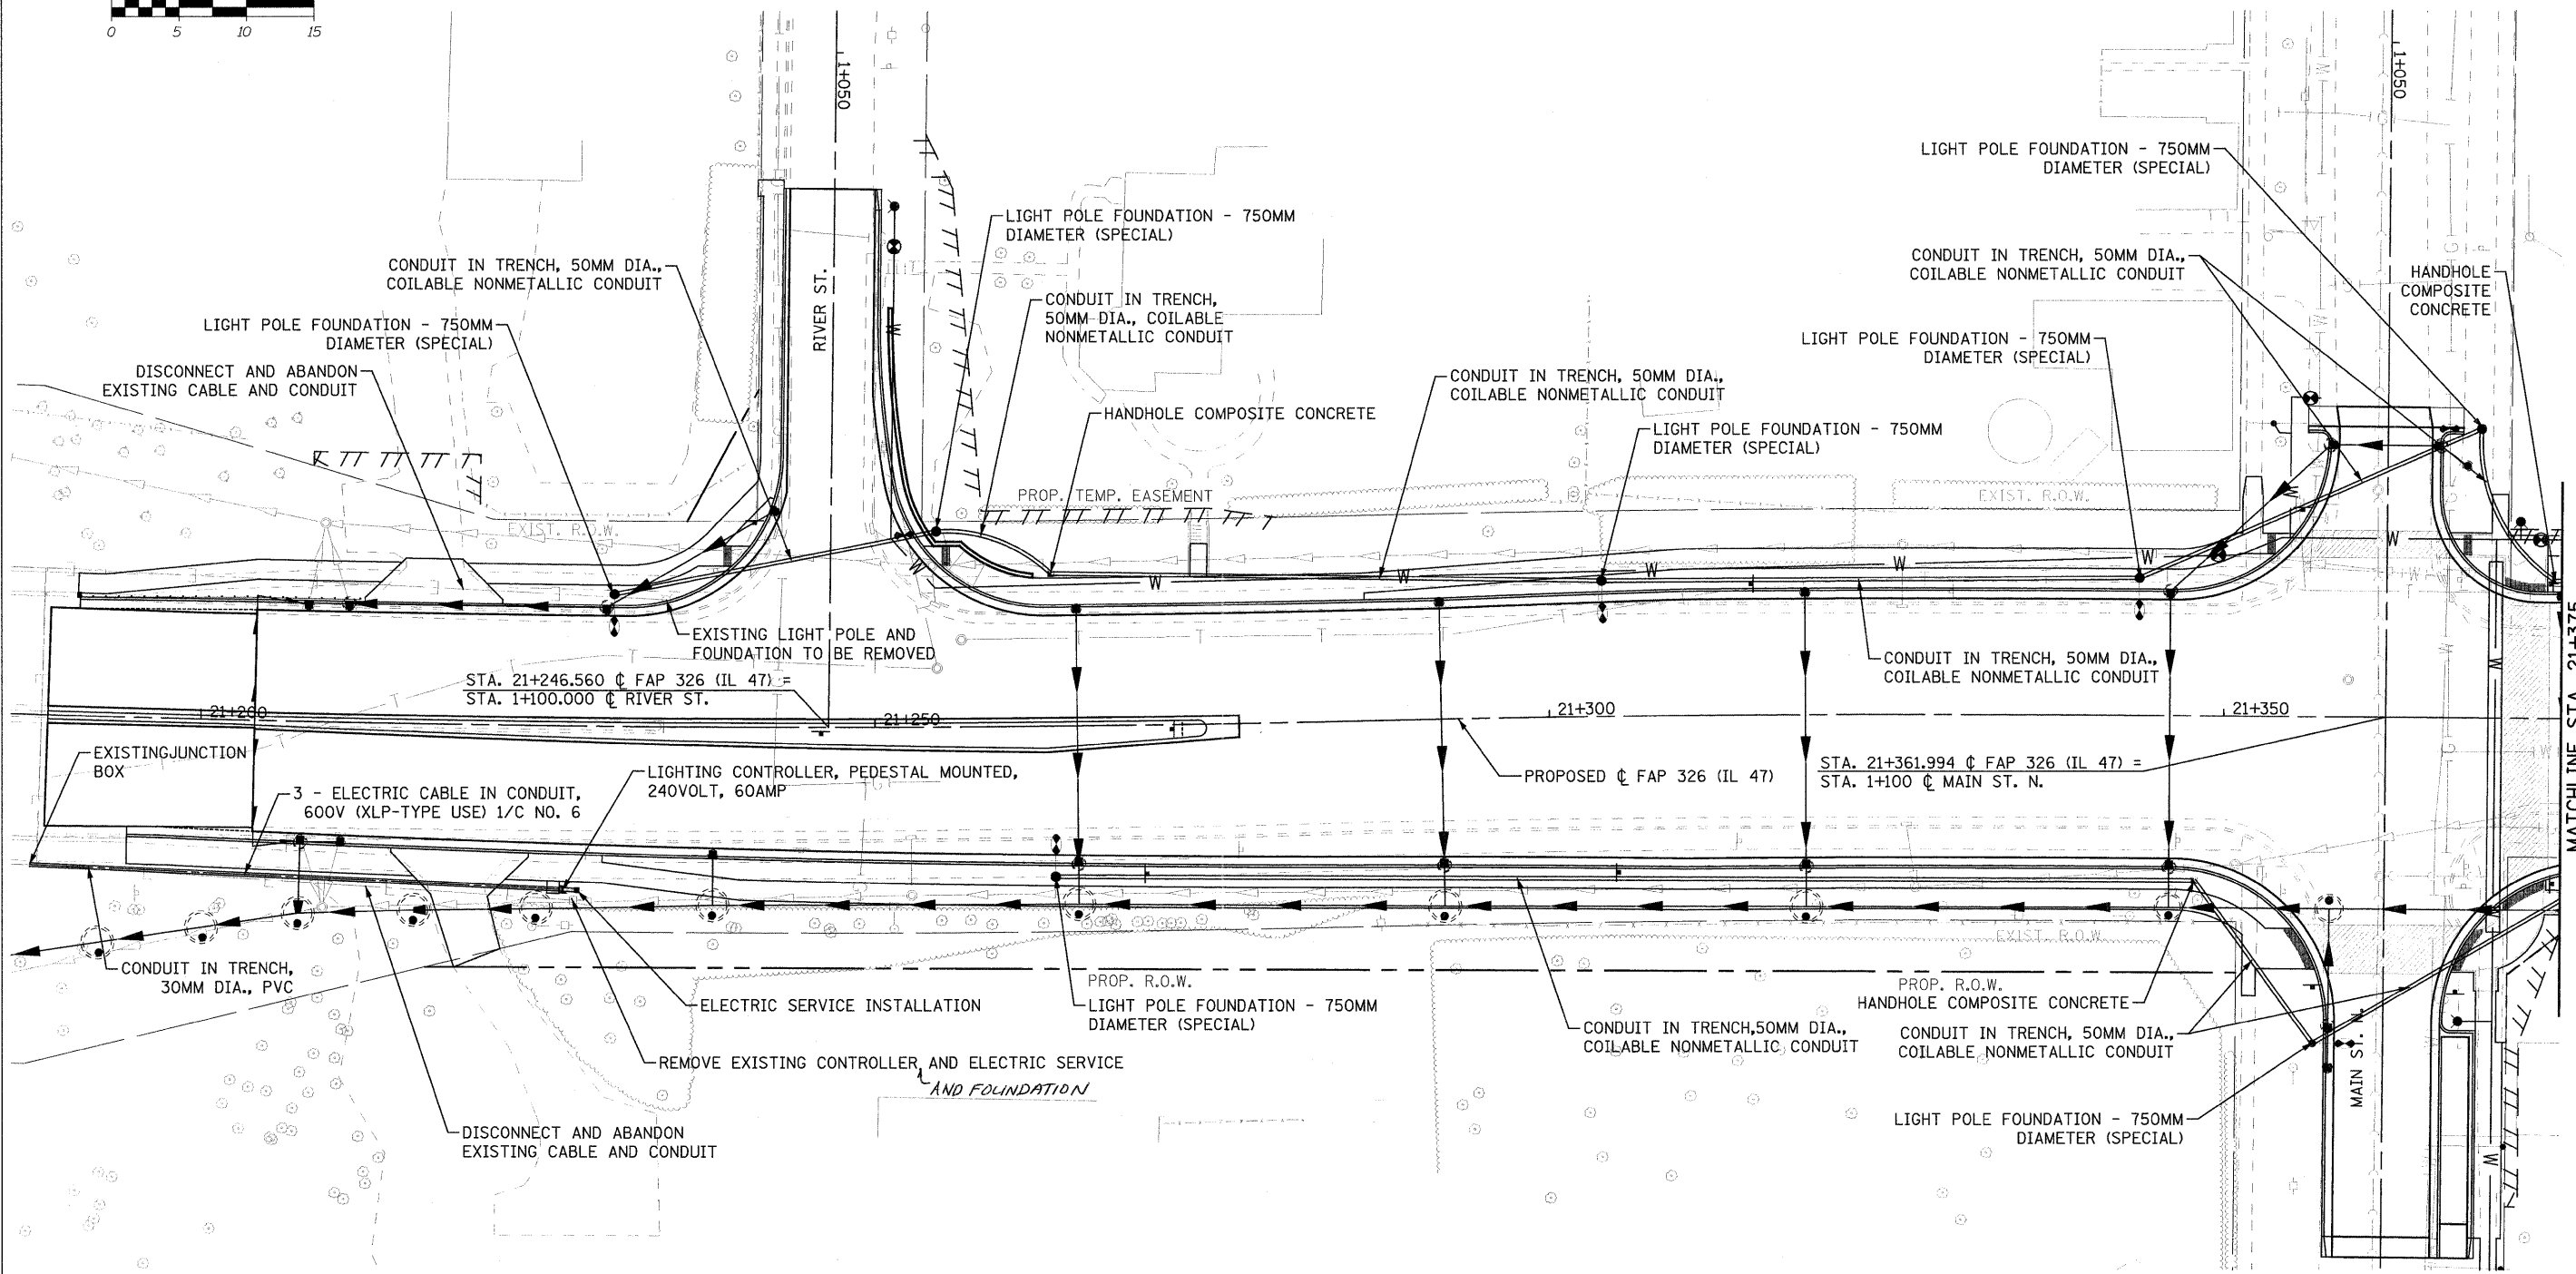 0 5 10 15
1+050
1+050
LIGHT POLE FOUNDATION - 750MM
DIAMETER (SPECIAL)
LIGHT POLE FOUNDATION - 750MM
DIAMETER (SPECIAL)
CONDUIT IN TRENCH, 50MM DIA.,
COILABLE NONMETALLIC CONDUIT
CONDUIT IN TRENCH, 50MM DIA.,
COILABLE NONMETALLIC CONDUIT
HANDHOLE
COMPOSITE
CONCRETE
RIVER ST.
CONDUIT IN TRENCH,
50MM DIA., COILABLE
NONMETALLIC CONDUIT
LIGHT POLE FOUNDATION - 750MM
DIAMETER (SPECIAL)
LIGHT POLE FOUNDATION - 750MM
DIAMETER (SPECIAL)
DISCONNECT AND ABANDON
EXISTING CABLE AND CONDUIT
CONDUIT IN TRENCH, 50MM DIA.,
COILABLE NONMETALLIC CONDUIT
HANDHOLE COMPOSITE CONCRETE
LIGHT POLE FOUNDATION - 750MM
DIAMETER (SPECIAL)
PROP. TEMP. EASEMENT
EXIST. R.O.W.
EXIST. R.O.W.
W W W W W W
EXISTING LIGHT POLE AND
FOUNDATION TO BE REMOVED
CONDUIT IN TRENCH, 50MM DIA.,
COILABLE NONMETALLIC CONDUIT
STA. 21+246.560 ℄ FAP 326 (IL 47) =
STA. 1+100.000 ℄ RIVER ST.
21+200
21+250
21+300
21+350
MATCHLINE STA. 21+375
EXISTING JUNCTION
BOX
LIGHTING CONTROLLER, PEDESTAL MOUNTED,
240VOLT, 60AMP
3 - ELECTRIC CABLE IN CONDUIT,
600V (XLP-TYPE USE) 1/C NO. 6
PROPOSED ℄ FAP 326 (IL 47)
STA. 21+361.994 ℄ FAP 326 (IL 47) =
STA. 1+100 ℄ MAIN ST. N.
EXIST. R.O.W.
CONDUIT IN TRENCH,
30MM DIA., PVC
PROP. R.O.W.
PROP. R.O.W.
ELECTRIC SERVICE INSTALLATION
LIGHT POLE FOUNDATION - 750MM
DIAMETER (SPECIAL)
HANDHOLE COMPOSITE CONCRETE
CONDUIT IN TRENCH,50MM DIA.,
COILABLE NONMETALLIC CONDUIT
CONDUIT IN TRENCH, 50MM DIA.,
COILABLE NONMETALLIC CONDUIT
REMOVE EXISTING CONTROLLER AND ELECTRIC SERVICE
AND FOUNDATION
MAIN ST. N.
DISCONNECT AND ABANDON
EXISTING CABLE AND CONDUIT
LIGHT POLE FOUNDATION - 750MM
DIAMETER (SPECIAL)